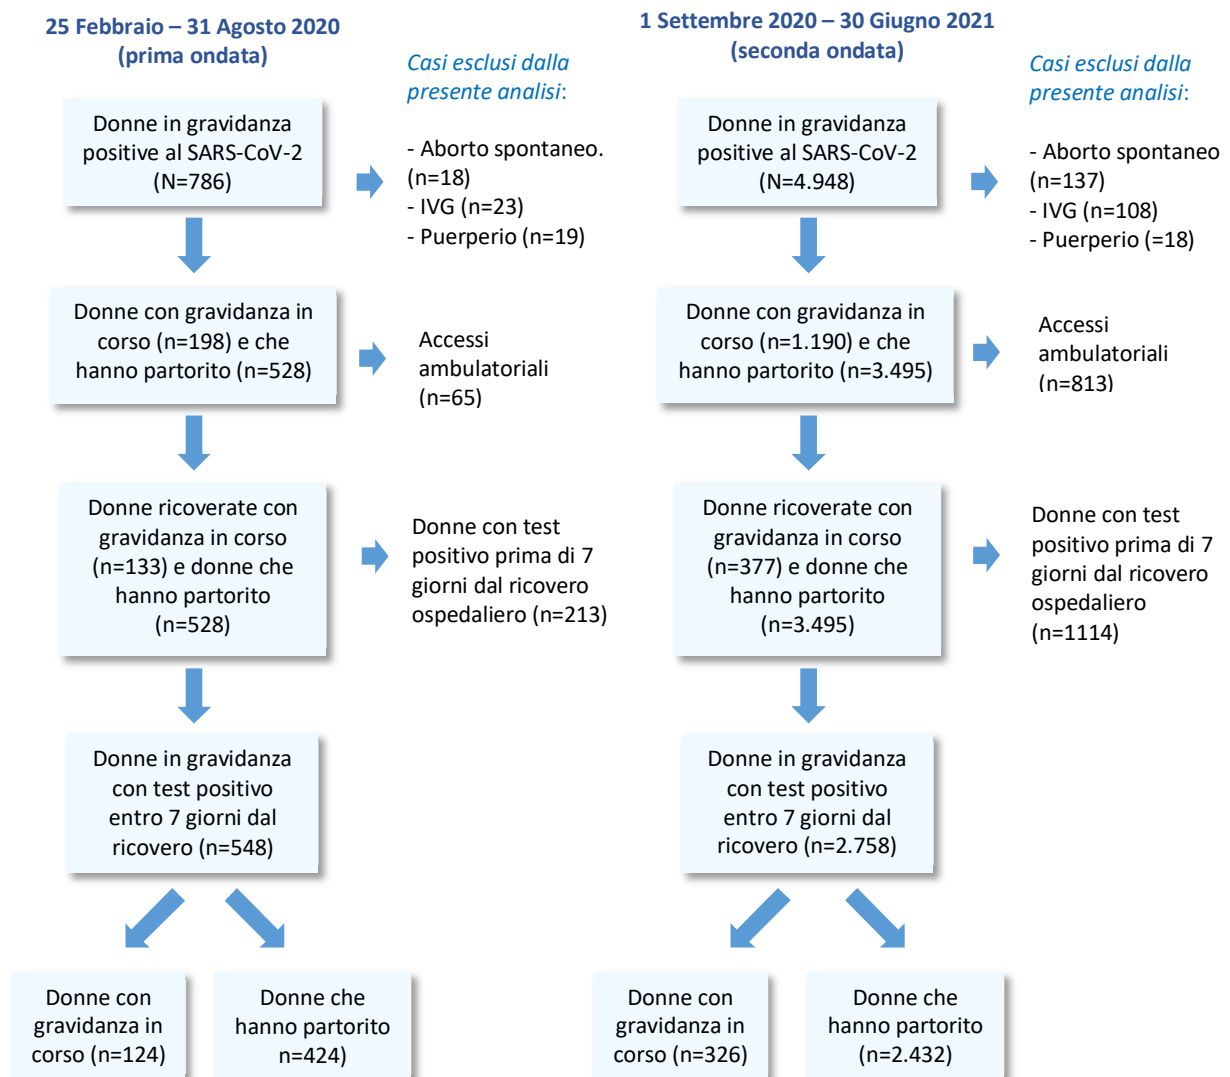 25 Febbraio – 31 Agosto 2020
(prima ondata)
Casi esclusi dalla
presente analisi:
Donne in gravidanza
positive al SARS-CoV-2
(N=786)
- Aborto spontaneo.
(n=18)
- IVG (n=23)
- Puerperio (n=19)
Donne con gravidanza in
corso (n=198) e che
hanno partorito (n=528)
Accessi
ambulatoriali
(n=65)
Donne ricoverate con
gravidanza in corso
(n=133) e donne che
hanno partorito
(n=528)
Donne con test
positivo prima di 7
giorni dal ricovero
ospedaliero (n=213)
Donne in gravidanza
con test positivo
entro 7 giorni dal
ricovero (n=548)
Donne con
gravidanza in
corso (n=124)
Donne che
hanno partorito
n=424)
1 Settembre 2020 – 30 Giugno 2021
(seconda ondata)
Casi esclusi dalla
presente analisi:
Donne in gravidanza
positive al SARS-CoV-2
(N=4.948)
- Aborto spontaneo
(n=137)
- IVG (n=108)
- Puerperio (=18)
Donne con gravidanza in
corso (n=1.190) e che
hanno partorito (n=3.495)
Accessi
ambulatoriali
(n=813)
Donne ricoverate con
gravidanza in corso
(n=377) e donne che
hanno partorito
(n=3.495)
Donne con test
positivo prima di 7
giorni dal ricovero
ospedaliero
(n=1114)
Donne in gravidanza
con test positivo
entro 7 giorni dal
ricovero (n=2.758)
Donne con
gravidanza in
corso (n=326)
Donne che
hanno partorito
(n=2.432)